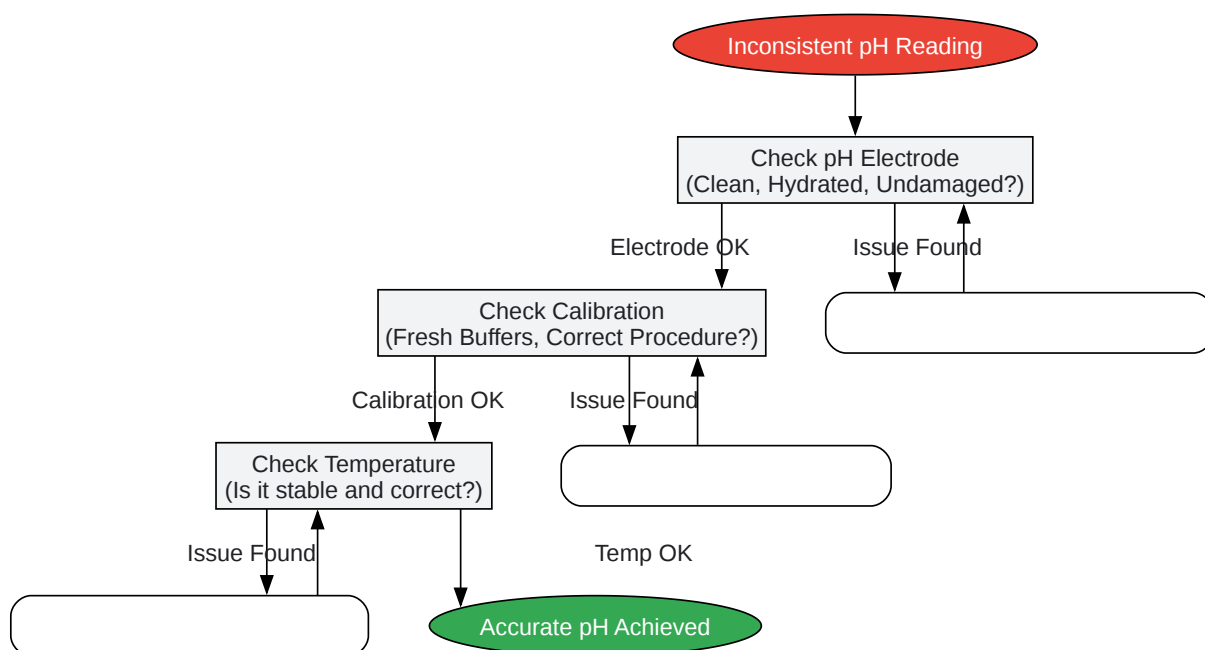 Inconsistent pH Reading
Check pH Electrode
(Clean, Hydrated, Undamaged?)
Electrode OK
Issue Found
Check Calibration
(Fresh Buffers, Correct Procedure?)
Calibration OK
Issue Found
Check Temperature
(Is it stable and correct?)
Issue Found
Temp OK
Accurate pH Achieved